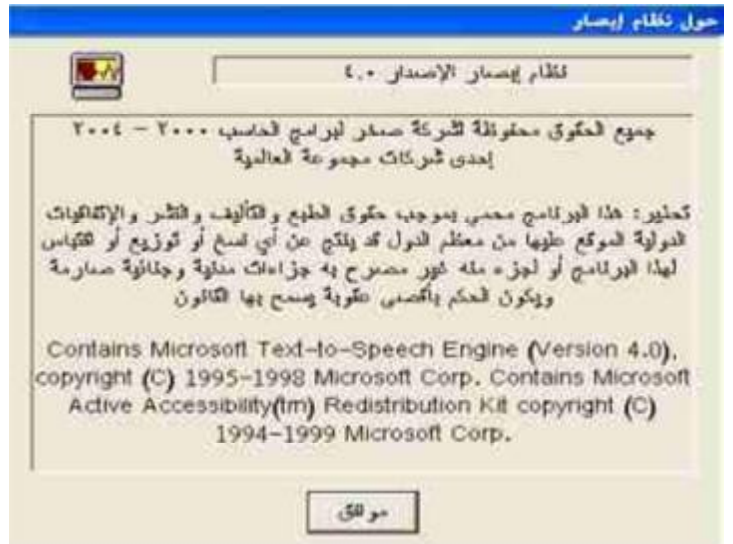 حول نظام إبصار
نظام إبصار الإصدار ٤.٠
جميع الحقوق محفوظة لشركة صخر لبرامج الحاسب ٢٠٠٠ - ٢٠٠٤
إحدى شركات مجموعة العالمية
تحذير: هذا البرنامج محمي بموجب حقوق الطبع والتأليف والنشر والإتفاقيات
الدولية الموقع عليها من معظم الدول قد ينتج عن أي نسخ أو توزيع أو اقتباس
لهذا البرنامج أو لجزء منه غير مصرح به جزاءات مدنية وجنائية صارمة
ويكون الحكم بأقصى عقوبة يسمح بها القانون
Contains Microsoft Text-to-Speech Engine (Version 4.0),
copyright (C) 1995-1998 Microsoft Corp. Contains Microsoft
Active Accessibility(tm) Redistribution Kit copyright (C)
1994-1999 Microsoft Corp.
موافق